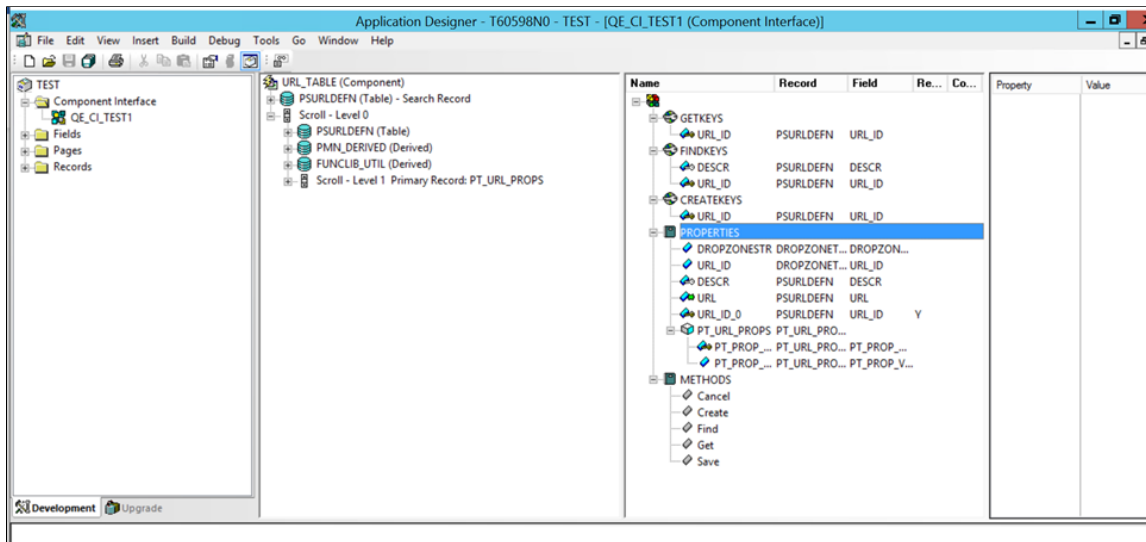 Application Designer - T60598N0 - TEST - [QE_CI_TEST1 (Component Interface)]
File Edit View Insert Build Debug Tools Go Window Help
TEST
Component Interface
QE_CI_TEST1
Fields
Pages
Records
Development
Upgrade
URL_TABLE (Component)
PSURLDEFN (Table) - Search Record
Scroll - Level 0
PSURLDEFN (Table)
PMN_DERIVED (Derived)
FUNCLIB_UTIL (Derived)
Scroll - Level 1 Primary Record: PT_URL_PROPS
Name Record Field Re... Co...
GETKEYS
URL_ID PSURLDEFN URL_ID
FINDKEYS
DESCR PSURLDEFN DESCR
URL_ID PSURLDEFN URL_ID
CREATEKEYS
URL_ID PSURLDEFN URL_ID
PROPERTIES
DROPZONESTR DROPZONET... DROPZON...
URL_ID DROPZONET... URL_ID
DESCR PSURLDEFN DESCR
URL PSURLDEFN URL
URL_ID_0 PSURLDEFN URL_ID Y
PT_URL_PROPS PT_URL_PRO...
PT_PROP_... PT_URL_PRO... PT_PROP_...
PT_PROP_... PT_URL_PRO... PT_PROP_V...
METHODS
Cancel
Create
Find
Get
Save
Property Value